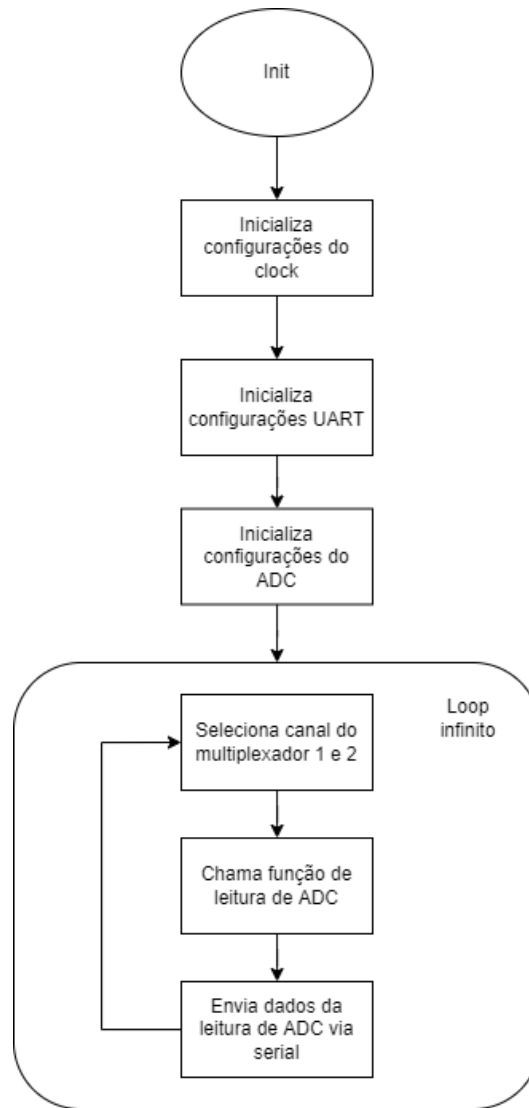 Init
Inicializa
configurações do
clock
Inicializa
configurações UART
Inicializa
configurações do
ADC
Loop
infinito
Seleciona canal do
multiplexador 1 e 2
Chama função de
leitura de ADC
Envia dados da
leitura de ADC via
serial